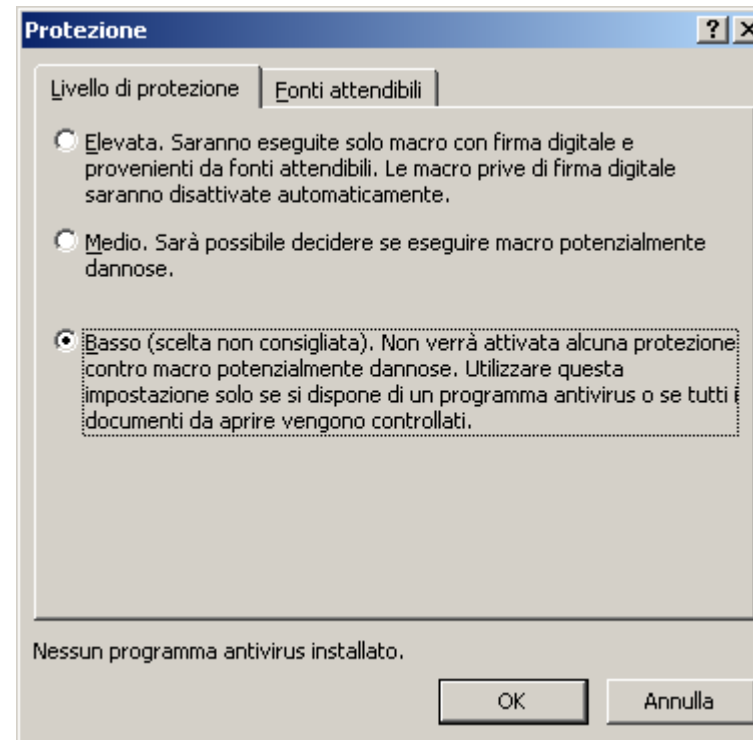 Protezione
Livello di protezione
Fonti attendibili
Elevata. Saranno eseguite solo macro con firma digitale e
provenienti da fonti attendibili. Le macro prive di firma digitale
saranno disattivate automaticamente.
Medio. Sarà possibile decidere se eseguire macro potenzialmente
dannose.
Basso (scelta non consigliata). Non verrà attivata alcuna protezione
contro macro potenzialmente dannose. Utilizzare questa
impostazione solo se si dispone di un programma antivirus o se tutti i
documenti da aprire vengono controllati.
Nessun programma antivirus installato.
OK
Annulla